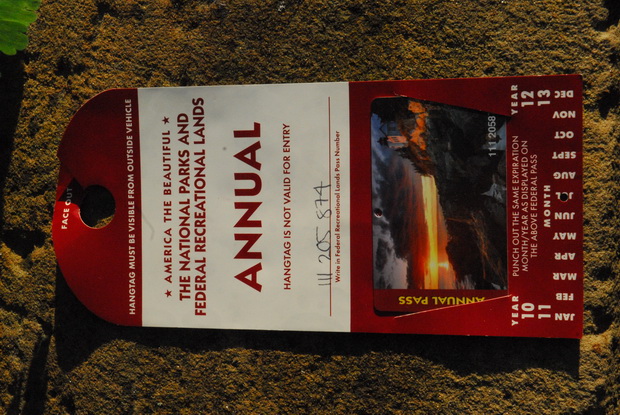 FACE OUT
HANGTAG MUST BE VISIBLE FROM OUTSIDE VEHICLE
★ AMERICA THE BEAUTIFUL ★
THE NATIONAL PARKS AND
FEDERAL RECREATIONAL LANDS
ANNUAL
HANGTAG IS NOT VALID FOR ENTRY
111 205 874
Write in Federal Recreational Lands Pass Number
111 2058
ANNUAL PASS
YEAR
10
11
PUNCH OUT THE SAME EXPIRATION
MONTH/YEAR AS DISPLAYED ON
THE ABOVE FEDERAL PASS
YEAR
12
13
MONTH
JAN FEB MAR APR MAY JUN AUG SEPT OCT NOV DEC